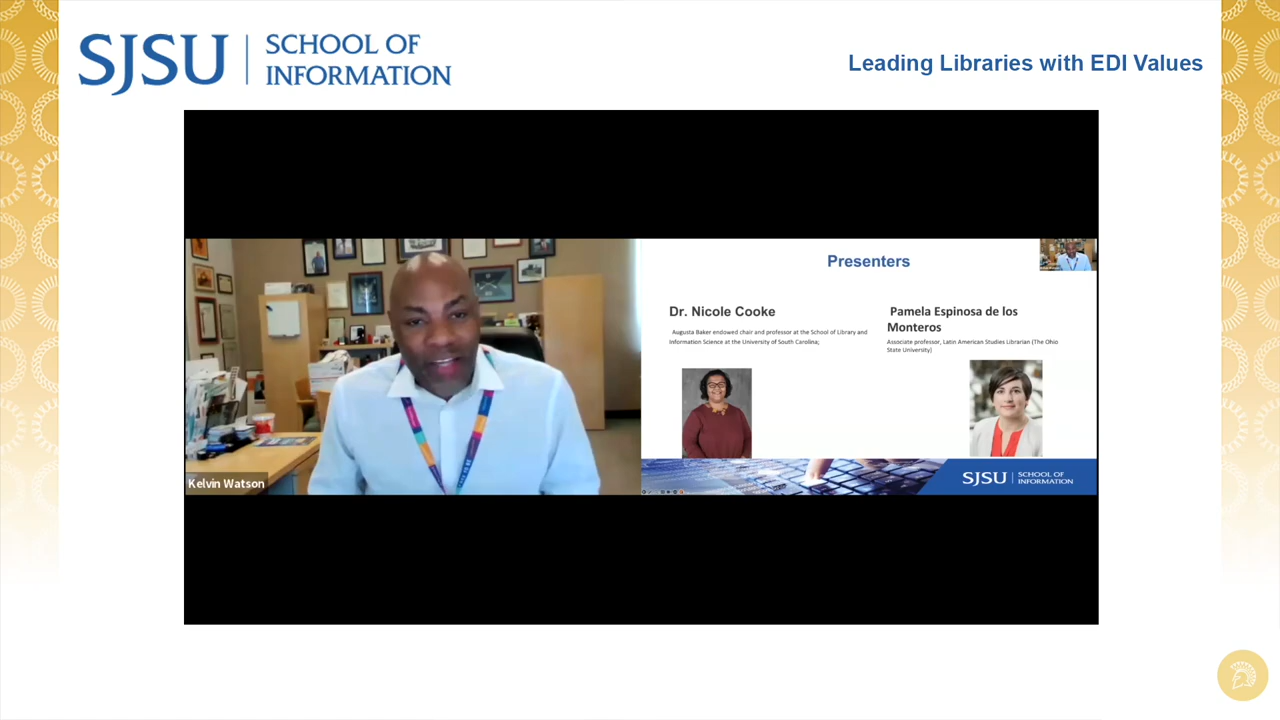 SJSU SCHOOL OF
INFORMATION
Leading Libraries with EDI Values
Presenters
Dr. Nicole Cooke
Augusta Baker endowed chair and professor at the School of Library and
Information Science at the University of South Carolina;
Pamela Espinosa de los
Monteros
Associate professor, Latin American Studies Librarian (The Ohio
State University)
Kelvin Watson
SJSU SCHOOL OF
INFORMATION